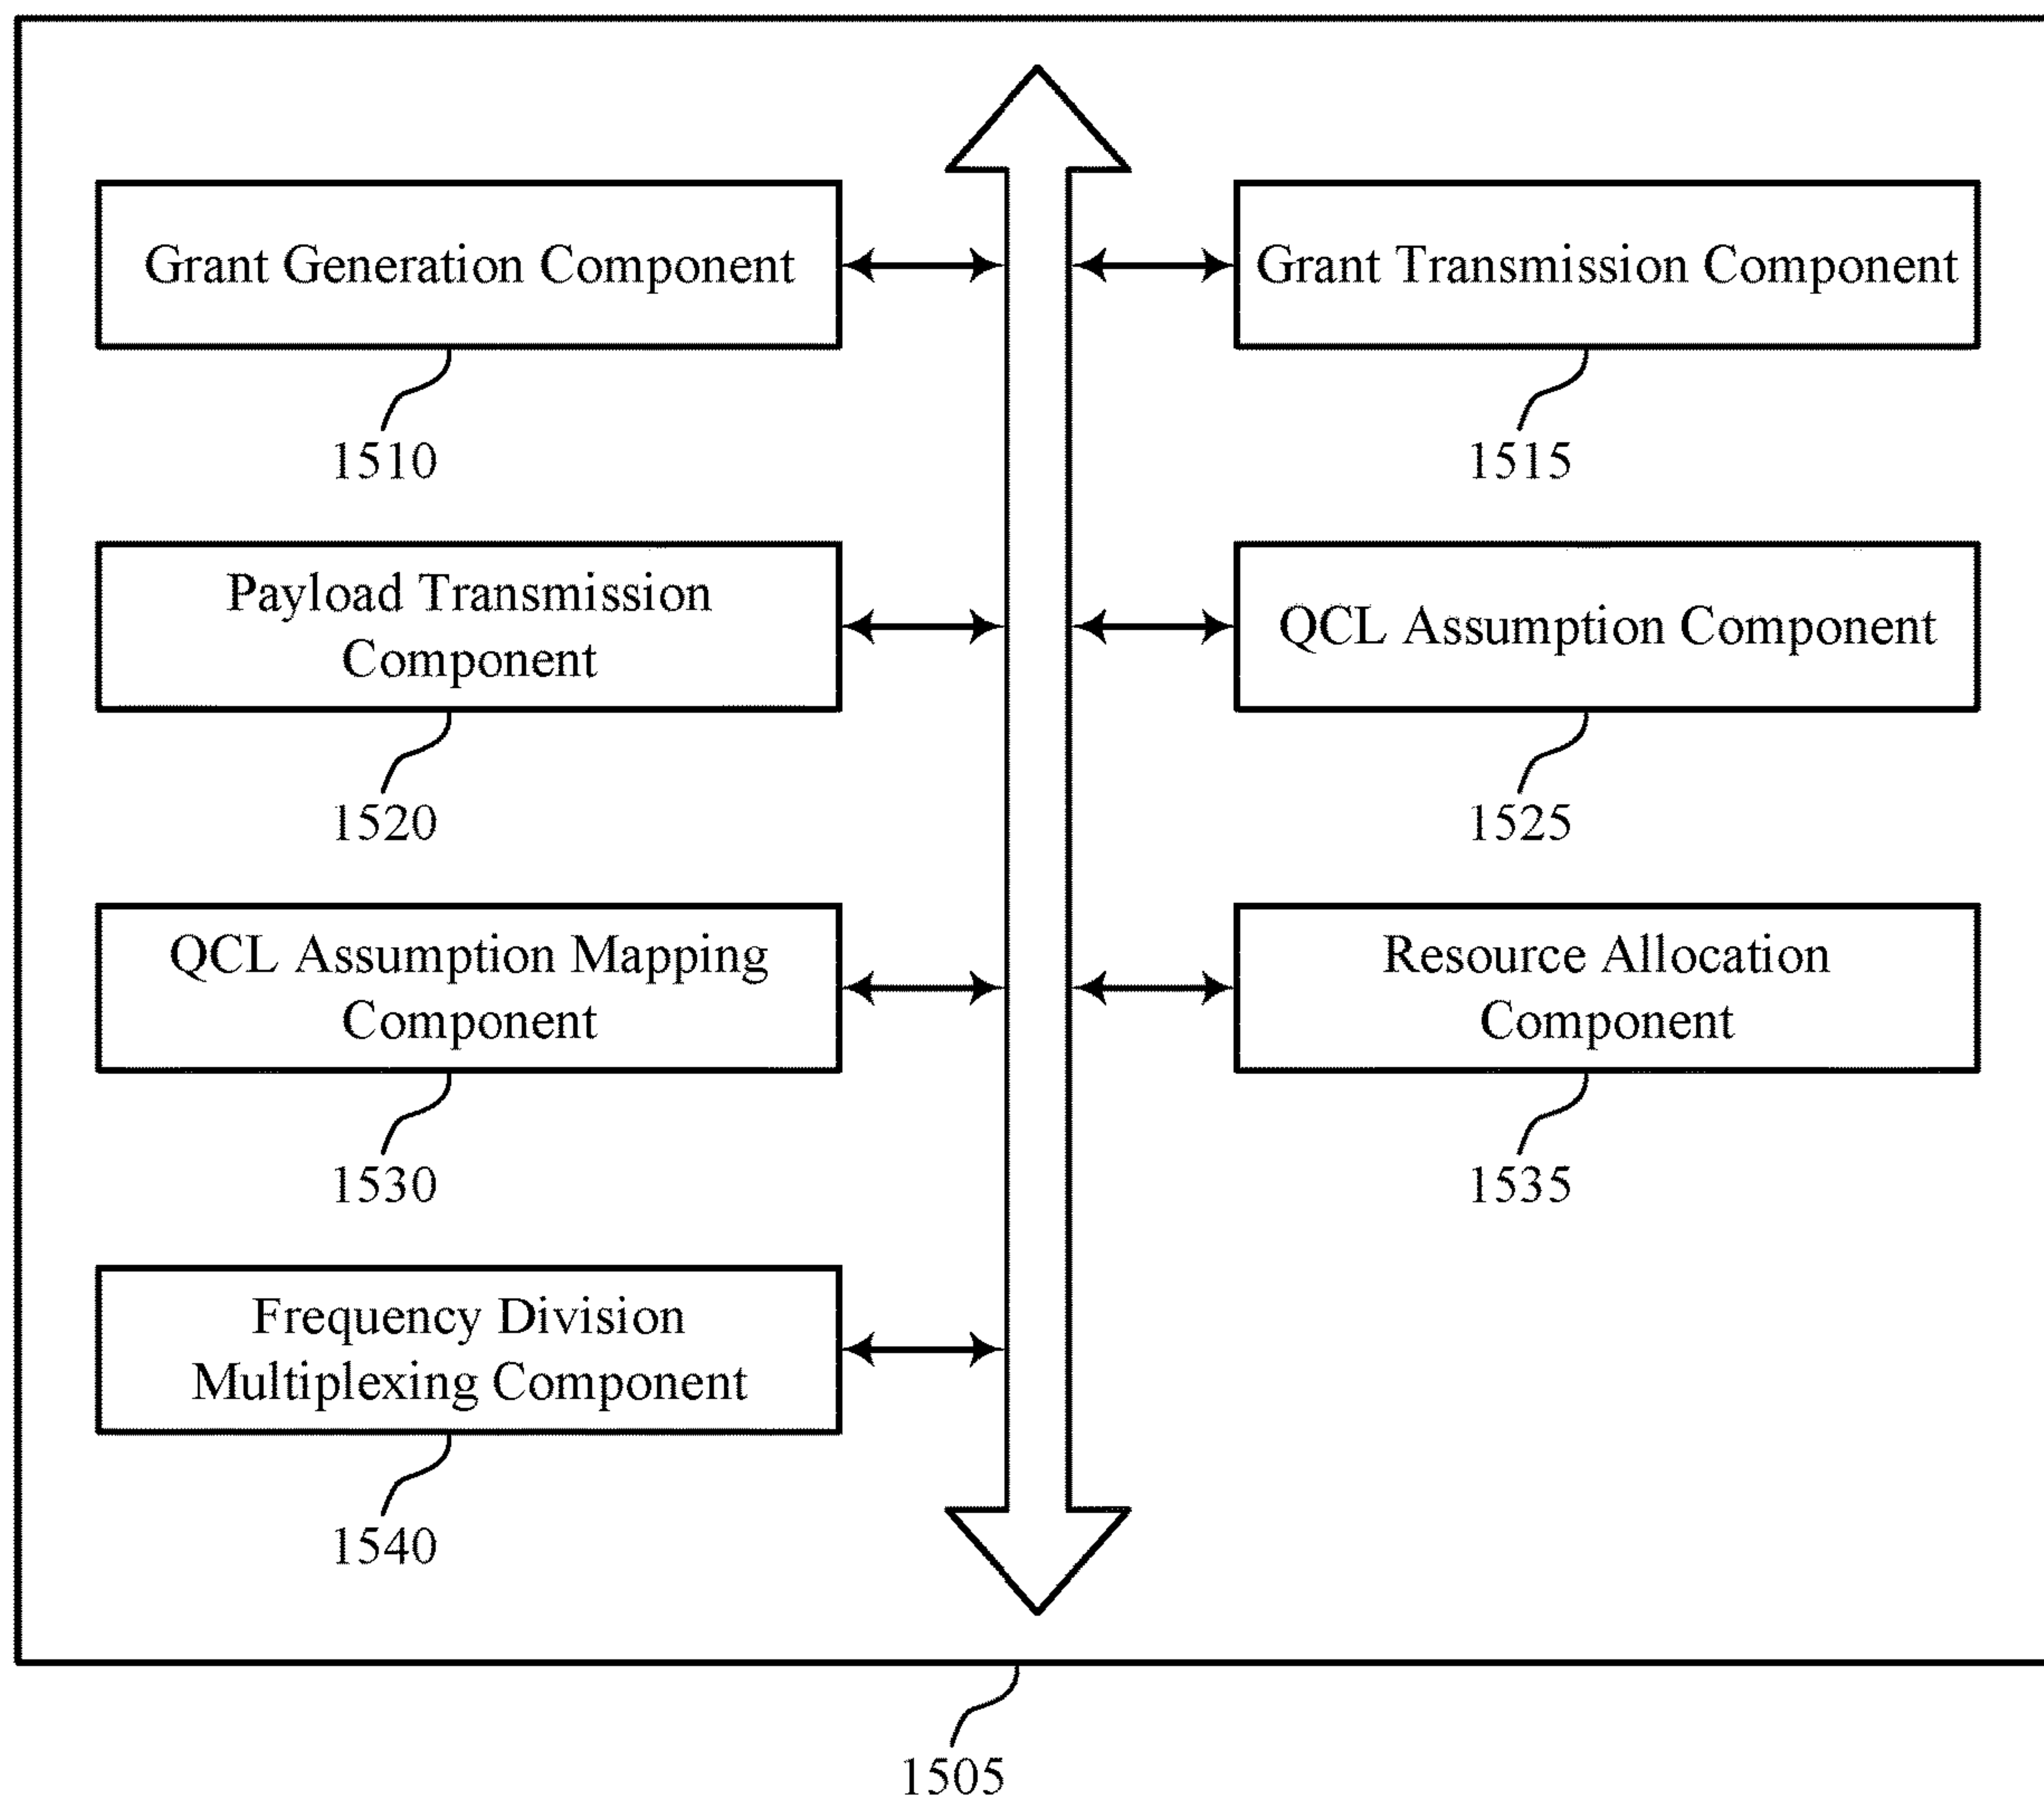 Grant Generation Component
1510
Grant Transmission Component
1515
Payload Transmission
Component
1520
QCL Assumption Component
1525
QCL Assumption Mapping
Component
1530
Resource Allocation
Component
1535
Frequency Division
Multiplexing Component
1540
1505